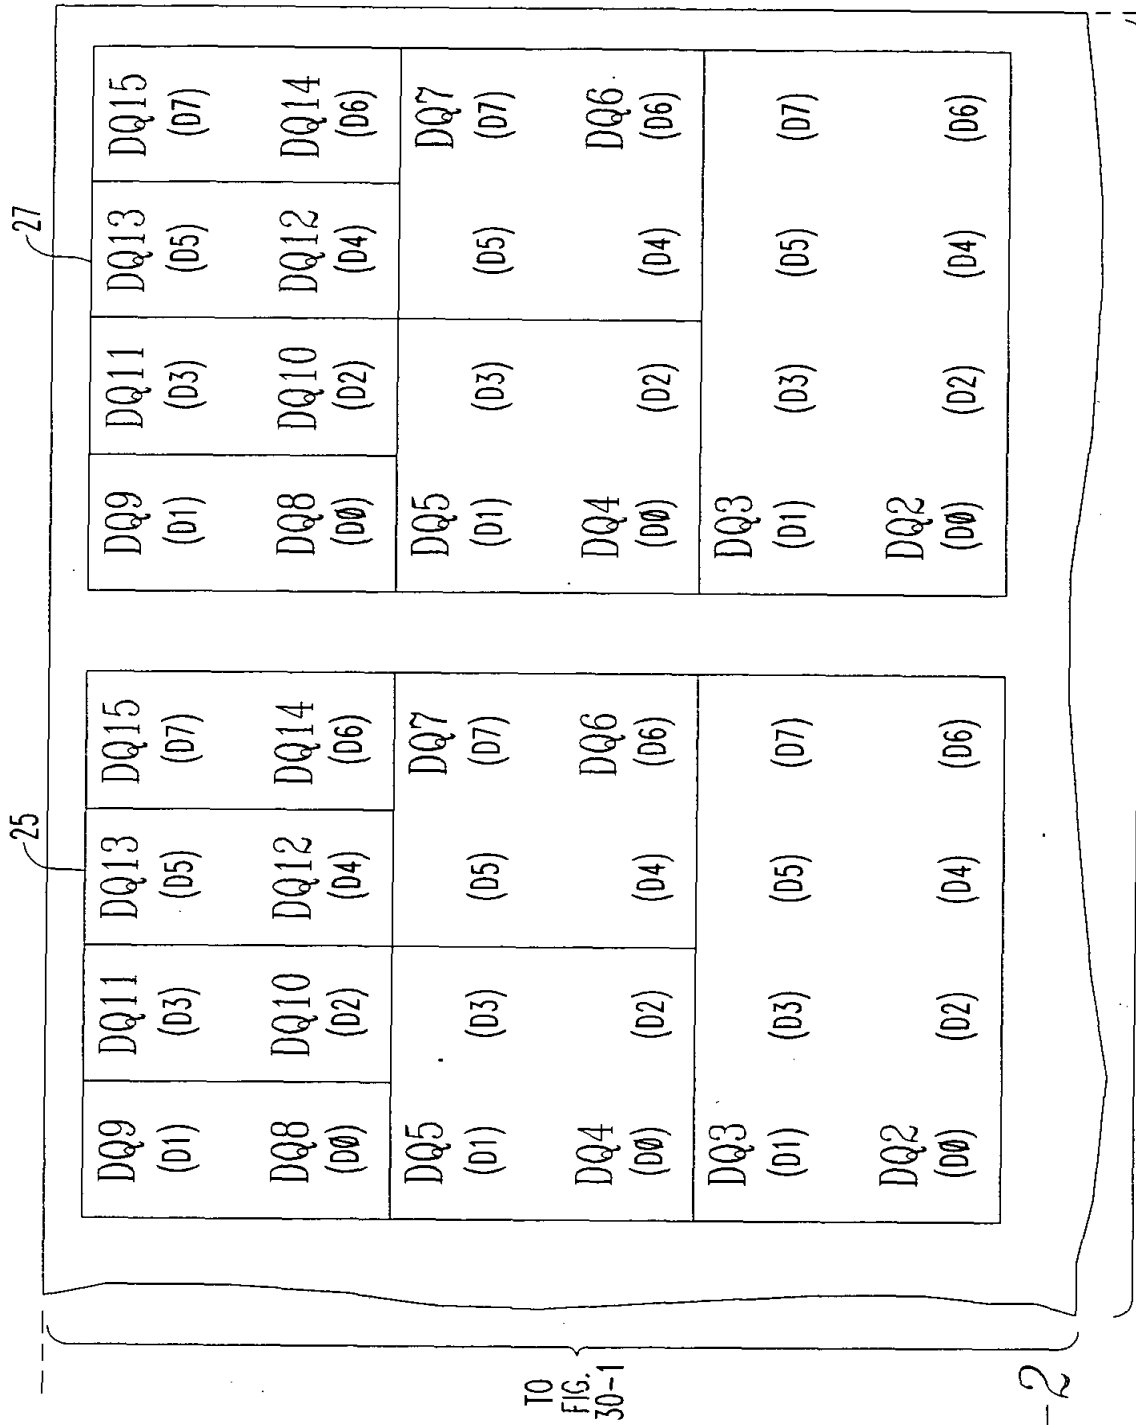 25 27
DQ9 DQ11 DQ13 DQ15 DQ9 DQ11 DQ13 DQ15
(D1) (D3) (D5) (D7) (D1) (D3) (D5) (D7)
DQ8 DQ10 DQ12 DQ14 DQ8 DQ10 DQ12 DQ14
(DØ) (D2) (D4) (D6) (DØ) (D2) (D4) (D6)
DQ5 DQ7 DQ5 DQ7
(D1) (D3) (D5) (D7) (D1) (D3) (D5) (D7)
TO
FIG.
30-1
DQ4 DQ6 DQ4 DQ6
(DØ) (D2) (D4) (D6) (DØ) (D2) (D4) (D6)
DQ3 DQ3
(D1) (D3) (D5) (D7) (D1) (D3) (D5) (D7)
DQ2 DQ2
(DØ) (D2) (D4) (D6) (DØ) (D2) (D4) (D6)
-2